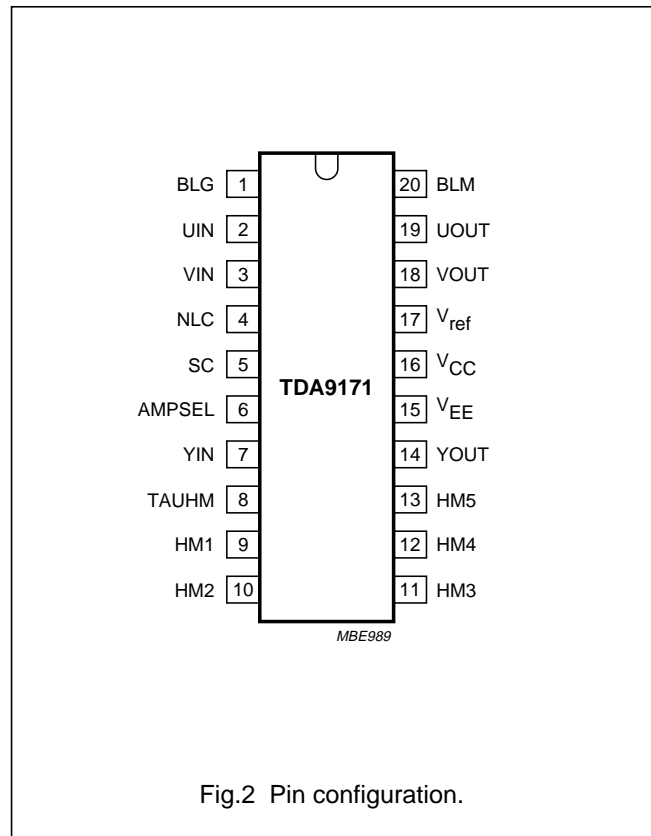 BLG 1 20 BLM
UIN 2 19 UOUT
VIN 3 18 VOUT
NLC 4 17 Vref
SC 5 16 VCC
TDA9171
AMPSEL 6 15 VEE
YIN 7 14 YOUT
TAUHM 8 13 HM5
HM1 9 12 HM4
HM2 10 11 HM3
MBE989
Fig.2 Pin configuration.